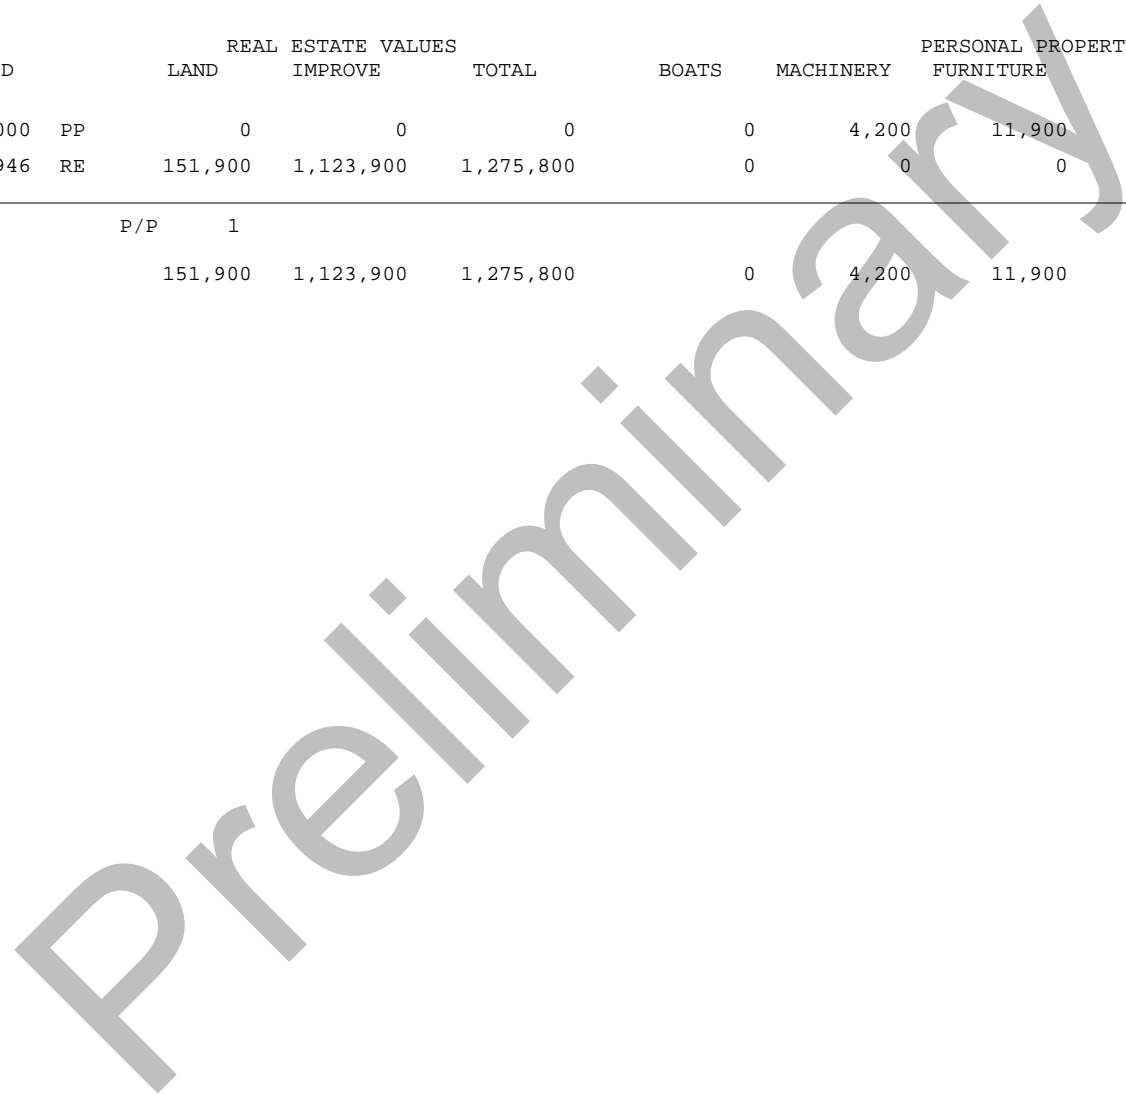 REAL ESTATE VALUES PERSONAL PROPERT
D LAND IMPROVE TOTAL BOATS MACHINERY FURNITURE
000 PP 0 0 0 0 4,200 11,900
946 RE 151,900 1,123,900 1,275,800 0 0 0
P/P 1
151,900 1,123,900 1,275,800 0 4,200 11,900
Preliminary